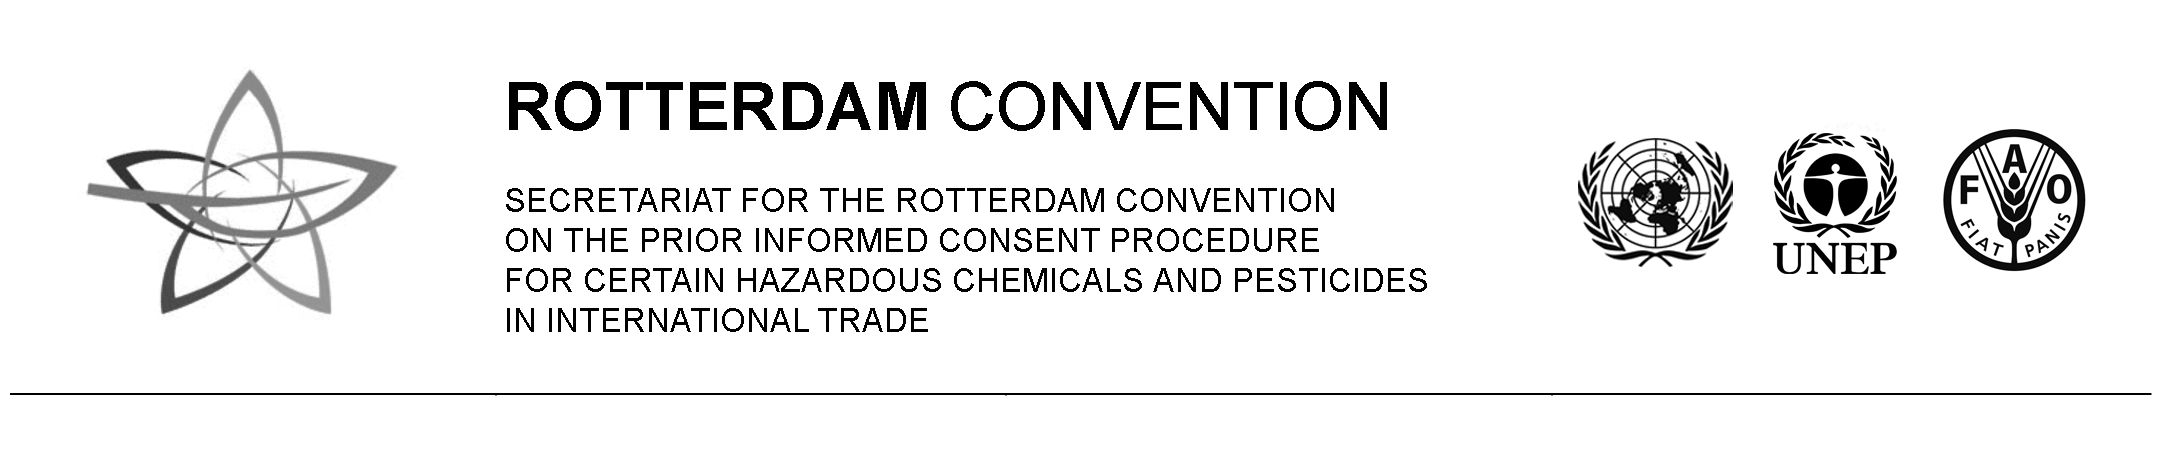 ROTTERDAM CONVENTION
SECRETARIAT FOR THE ROTTERDAM CONVENTION
ON THE PRIOR INFORMED CONSENT PROCEDURE
FOR CERTAIN HAZARDOUS CHEMICALS AND PESTICIDES
IN INTERNATIONAL TRADE
UNEP
FAO
FIAT PANIS